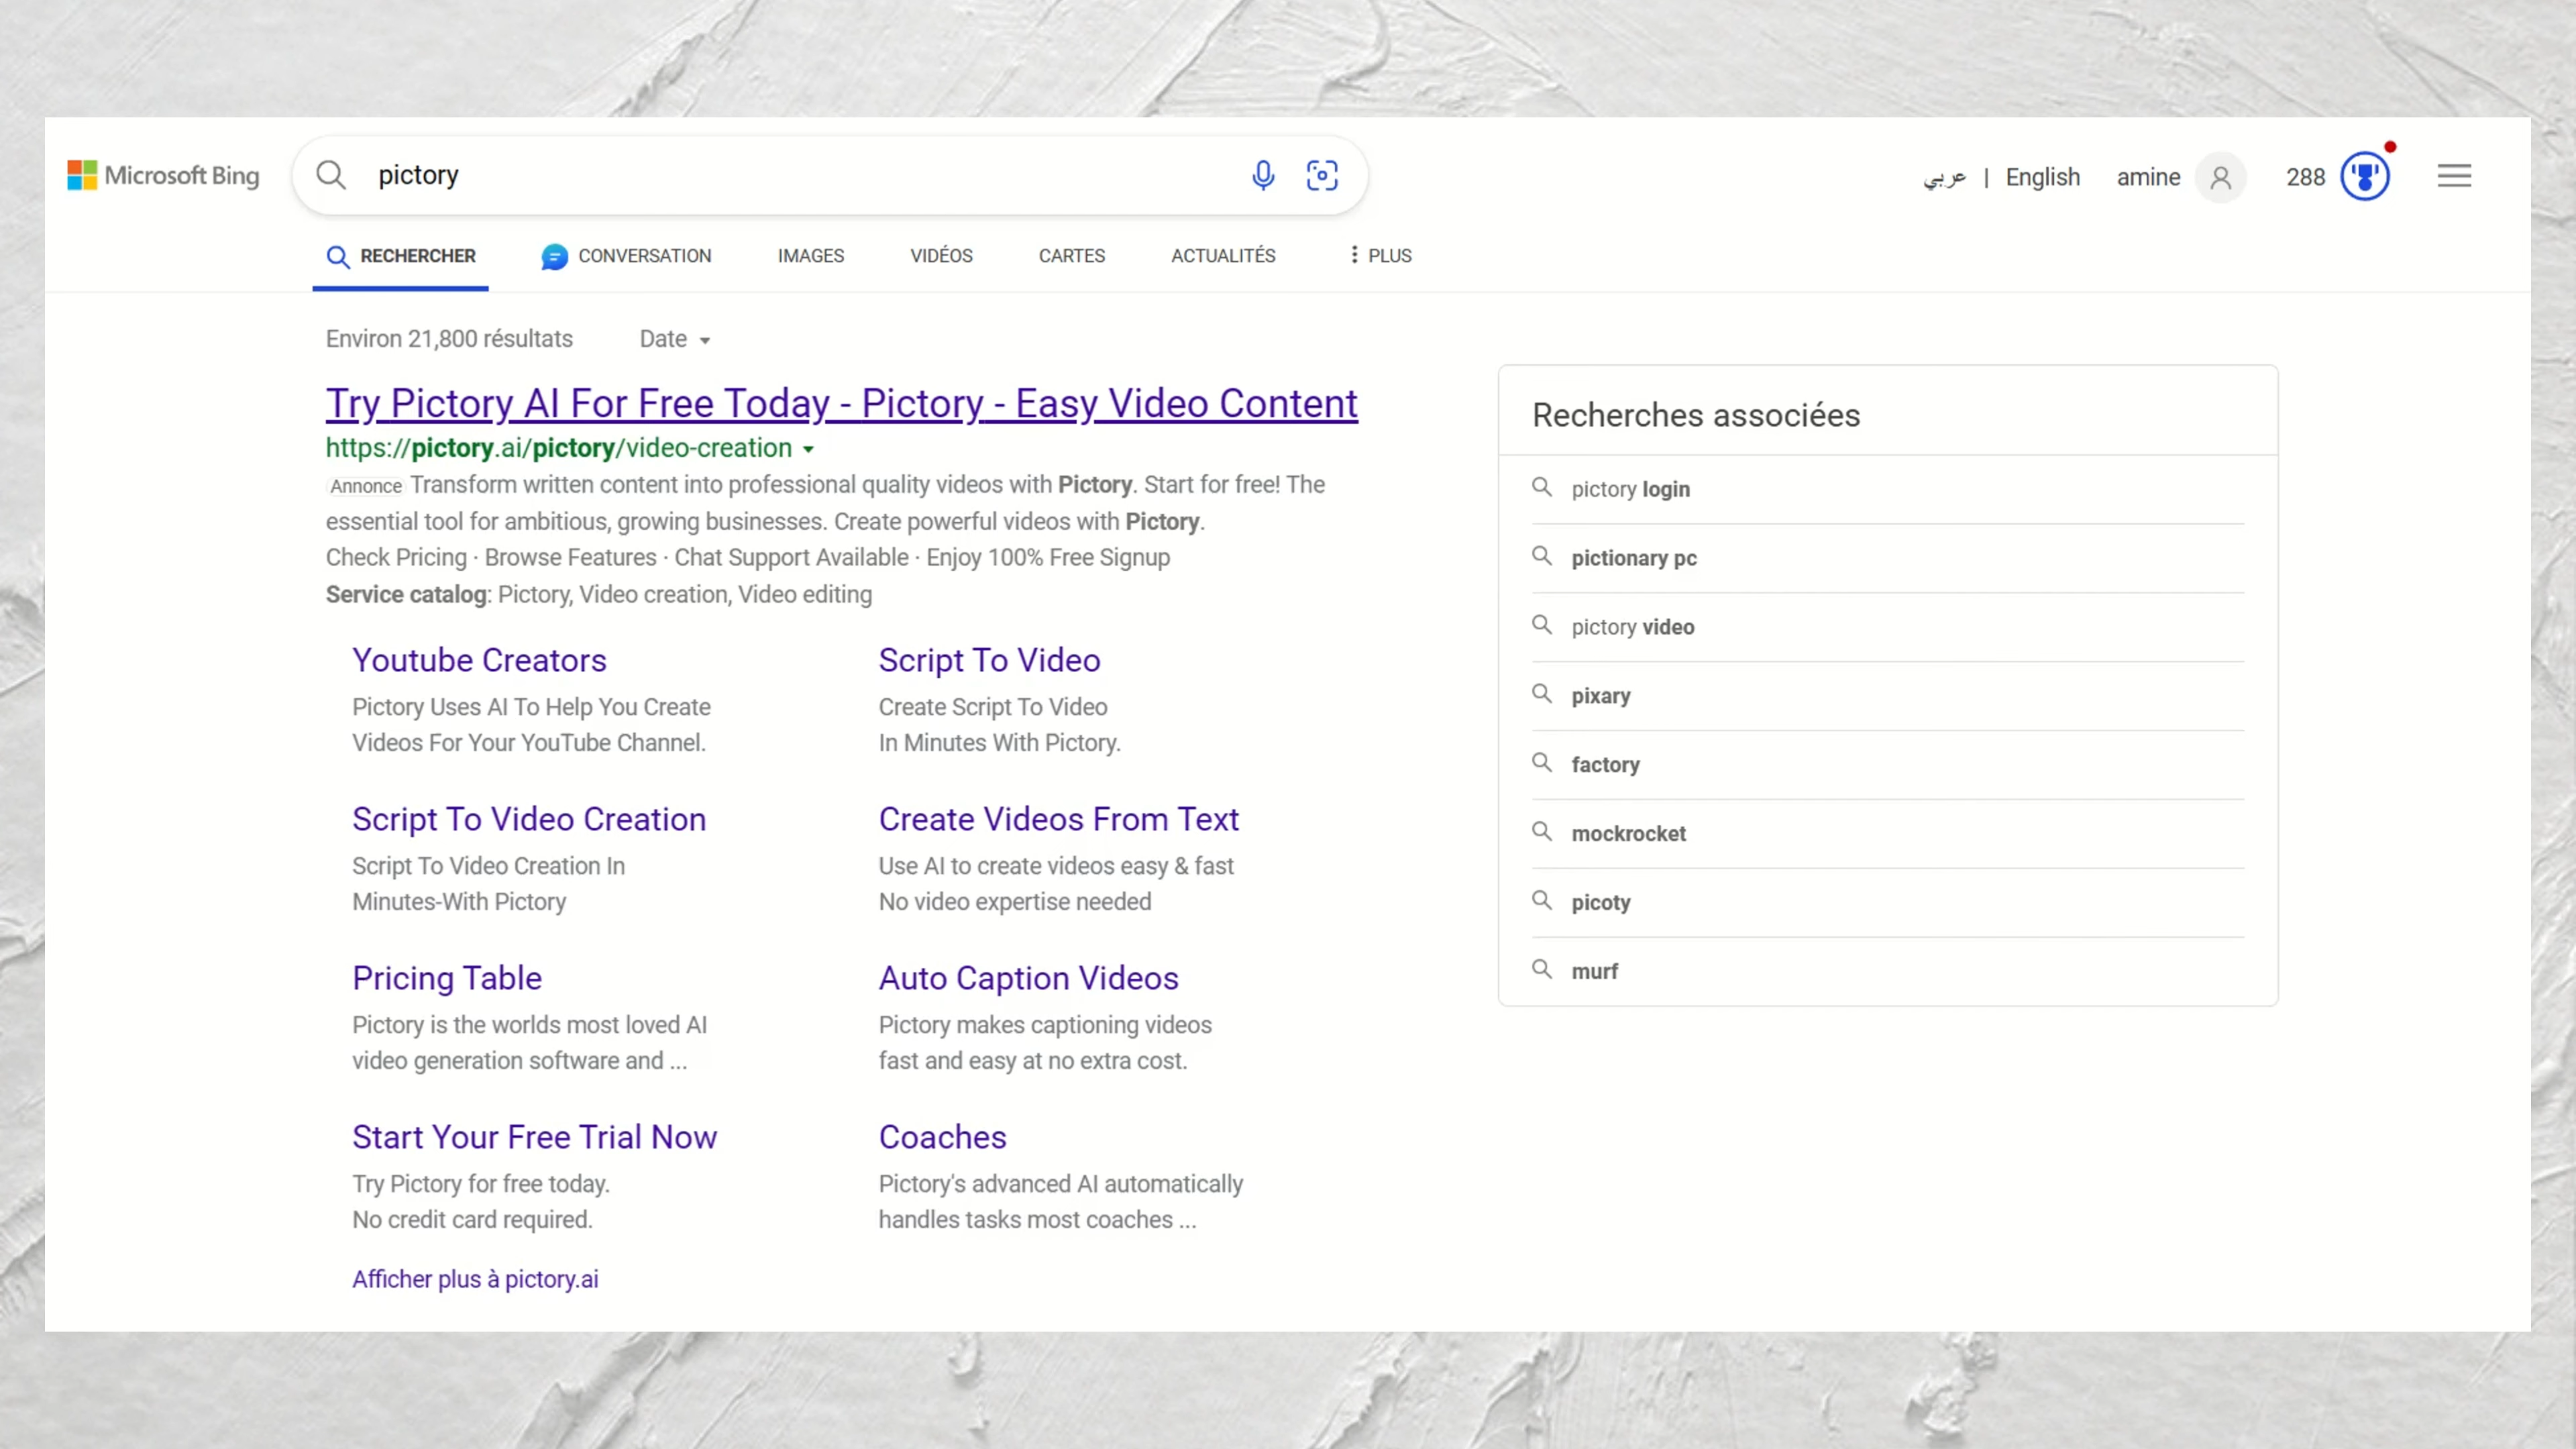 Microsoft Bing
pictory
عربي | English
amine
288
RECHERCHER
CONVERSATION
IMAGES
VIDÉOS
CARTES
ACTUALITÉS
PLUS
Environ 21,800 résultats
Date
Try Pictory AI For Free Today - Pictory - Easy Video Content
https://pictory.ai/pictory/video-creation
Annonce Transform written content into professional quality videos with Pictory. Start for free! The
essential tool for ambitious, growing businesses. Create powerful videos with Pictory.
Check Pricing · Browse Features · Chat Support Available · Enjoy 100% Free Signup
Service catalog: Pictory, Video creation, Video editing
Youtube Creators
Pictory Uses AI To Help You Create
Videos For Your YouTube Channel.
Script To Video
Create Script To Video
In Minutes With Pictory.
Script To Video Creation
Script To Video Creation In
Minutes-With Pictory
Create Videos From Text
Use AI to create videos easy & fast
No video expertise needed
Pricing Table
Pictory is the worlds most loved AI
video generation software and ...
Auto Caption Videos
Pictory makes captioning videos
fast and easy at no extra cost.
Start Your Free Trial Now
Try Pictory for free today.
No credit card required.
Coaches
Pictory's advanced AI automatically
handles tasks most coaches ...
Afficher plus à pictory.ai
Recherches associées
pictory login
pictionary pc
pictory video
pixary
factory
mockrocket
picoty
murf